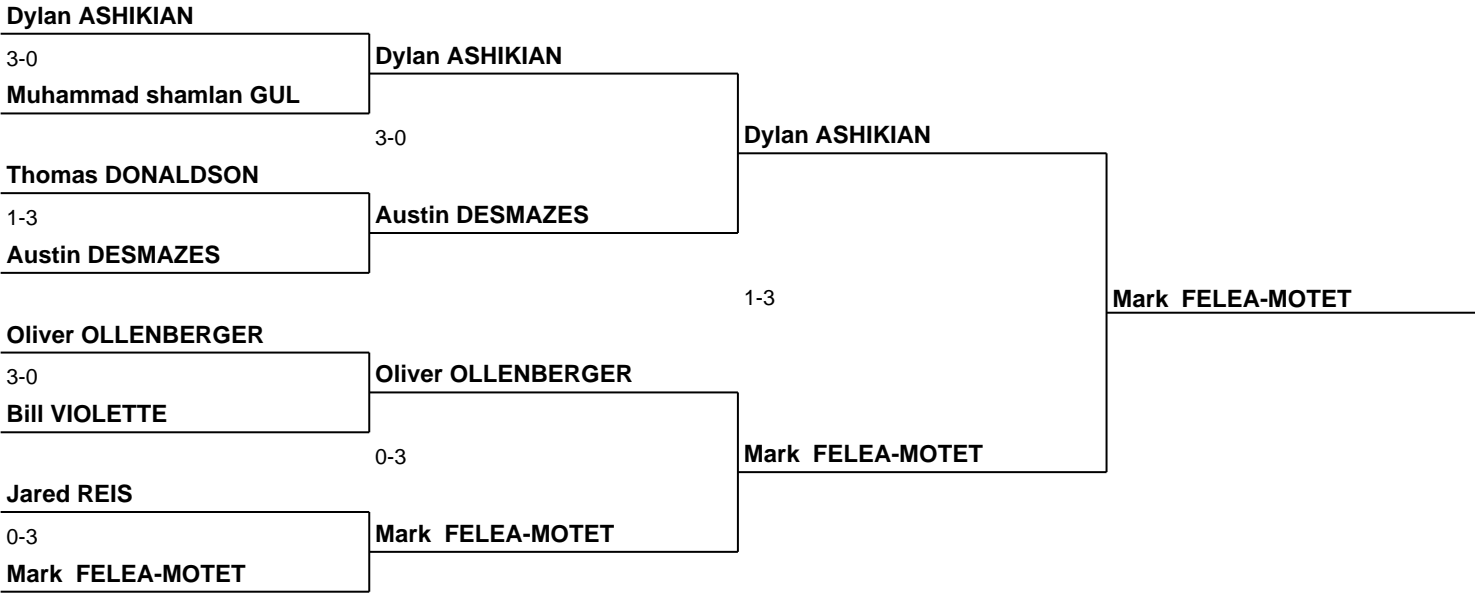 Dylan ASHIKIAN
3-0
Muhammad shamlan GUL
Thomas DONALDSON
1-3
Austin DESMAZES
Oliver OLLENBERGER
3-0
Bill VIOLETTE
Jared REIS
0-3
Mark  FELEA-MOTET
Dylan ASHIKIAN
3-0
Austin DESMAZES
Oliver OLLENBERGER
0-3
Mark  FELEA-MOTET
Dylan ASHIKIAN
1-3
Mark  FELEA-MOTET
Mark  FELEA-MOTET